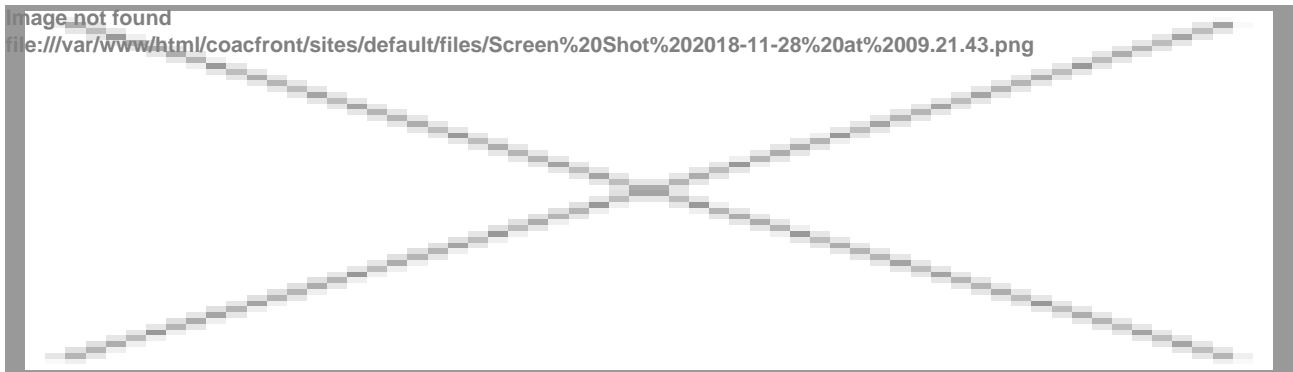 Image not found
file:///var/www/html/coacfront/sites/default/files/Screen%20Shot%202018-11-28%20at%2009.21.43.png